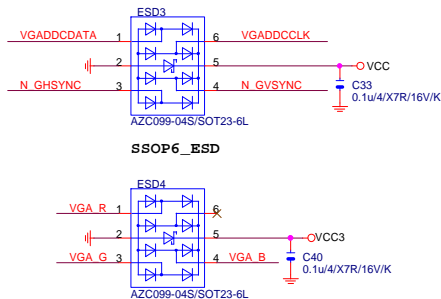 ESD3
VGADDCDATA 1 6 VGADDCCLK
2 5 VCC
N_GHSYNC 3 4 N_GVSYNC
C33
0.1u/4/X7R/16V/K
AZC099-04S/SOT23-6L
SSOP6_ESD
ESD4
VGA_R 1 6
2 5 VCC3
VGA_G 3 4 VGA_B
C40
0.1u/4/X7R/16V/K
AZC099-04S/SOT23-6L